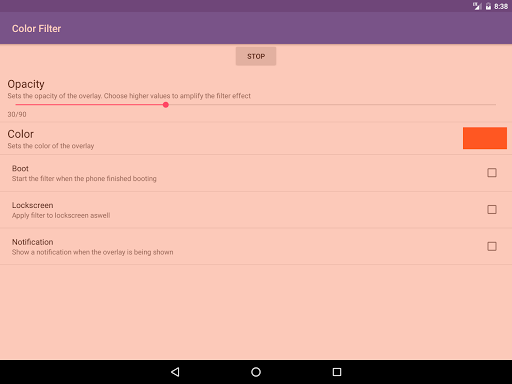 8:38
Color Filter
STOP
Opacity
Sets the opacity of the overlay. Choose higher values to amplify the filter effect
30/90
Color
Sets the color of the overlay
Boot
Start the filter when the phone finished booting
Lockscreen
Apply filter to lockscreen aswell
Notification
Show a notification when the overlay is being shown